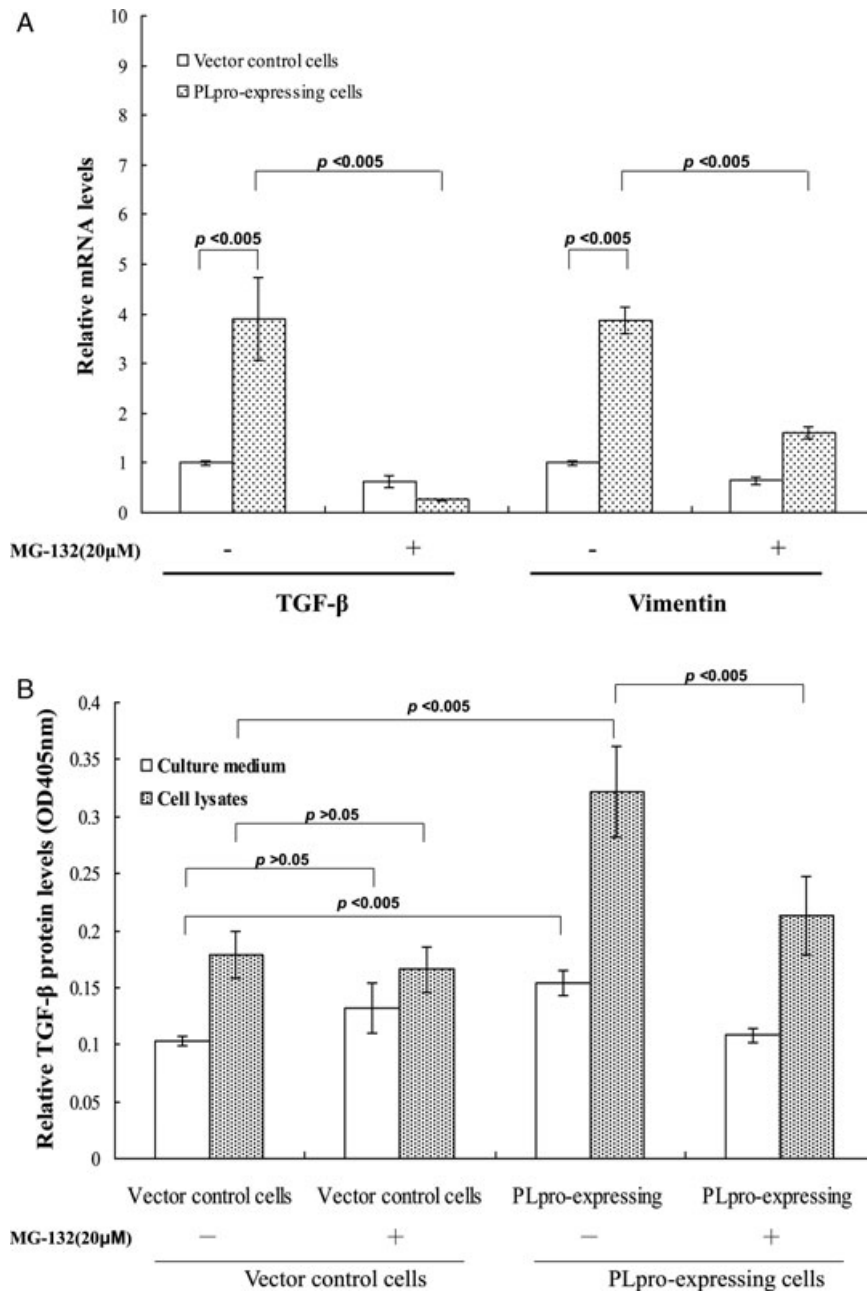 A
10
9
8
7
6
5
4
3
2
1
0
Relative mRNA levels
Vector control cells
PLpro-expressing cells
p <0.005
p <0.005
p <0.005
p <0.005
MG-132(20μM) - + - +
TGF-β Vimentin
B
0.4
0.35
0.3
0.25
0.2
0.15
0.1
0.05
0
Relative TGF-β protein levels (OD405nm)
Culture medium
Cell lysates
p <0.005
p <0.005
p >0.05
p >0.05
p <0.005
Vector control cells Vector control cells PLpro-expressing PLpro-expressing
MG-132(20μM) − + − +
Vector control cells PLpro-expressing cells